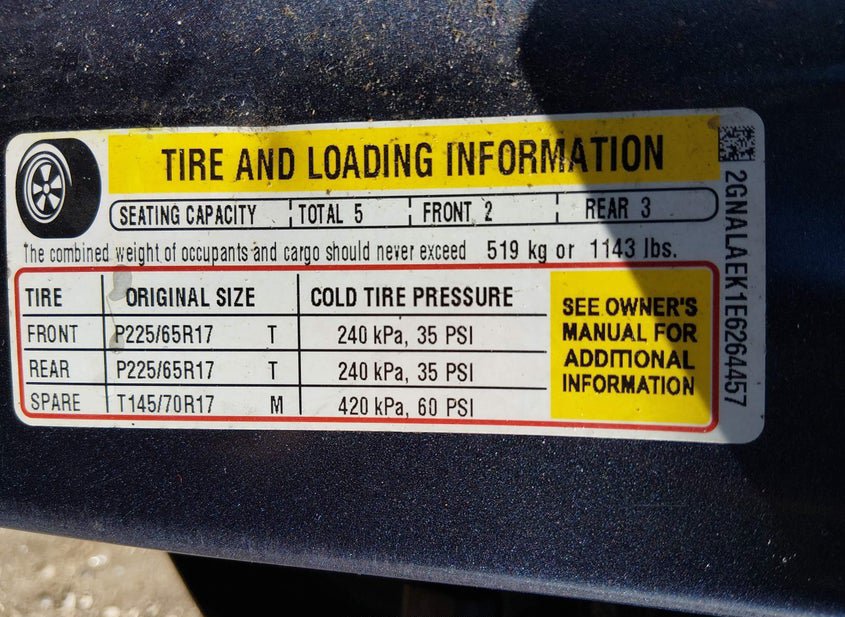 TIRE AND LOADING INFORMATION
SEATING CAPACITY TOTAL 5 FRONT 2 REAR 3
The combined weight of occupants and cargo should never exceed 519 kg or 1143 lbs.
TIRE ORIGINAL SIZE COLD TIRE PRESSURE
FRONT P225/65R17 T 240 kPa, 35 PSI
REAR P225/65R17 T 240 kPa, 35 PSI
SPARE T145/70R17 M 420 kPa, 60 PSI
SEE OWNER'S
MANUAL FOR
ADDITIONAL
INFORMATION
2GNALAEK1E6264457